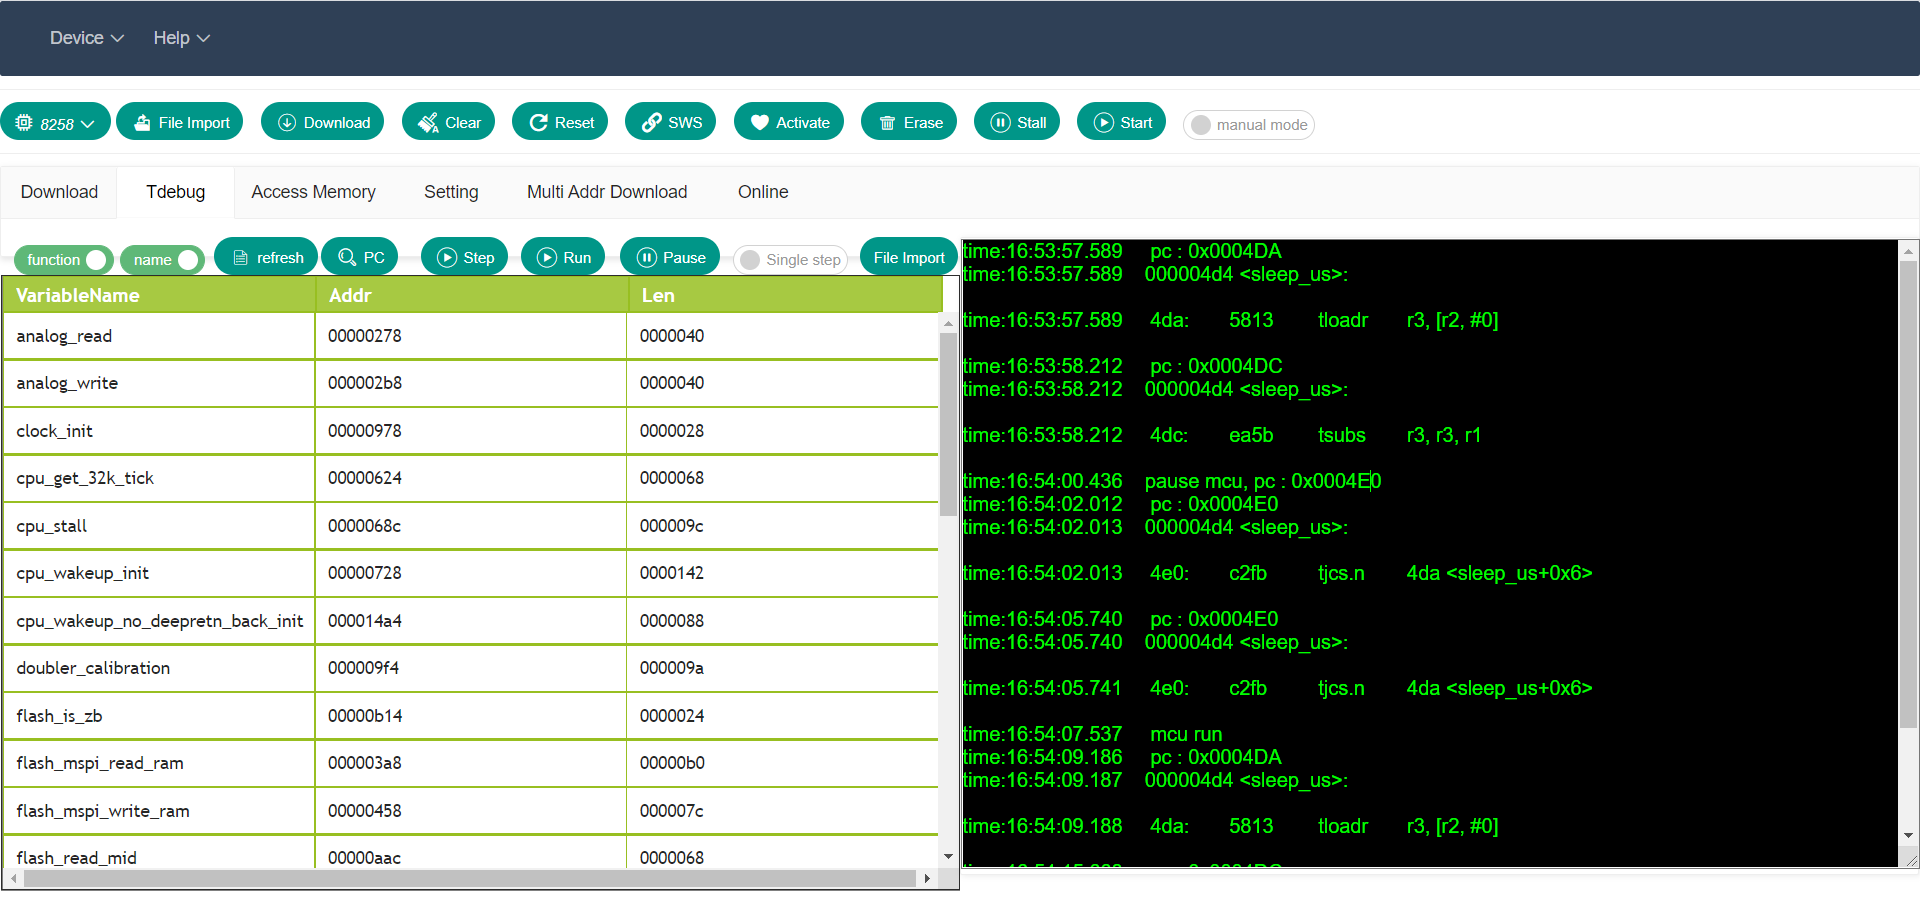 Device Help
8258 File Import Download Clear Reset SWS Activate Erase Stall Start manual mode
Download Tdebug Access Memory Setting Multi Addr Download Online
function name refresh PC Step Run Pause Single step File Import
VariableName Addr Len
analog_read 00000278 0000040
analog_write 000002b8 0000040
clock_init 00000978 0000028
cpu_get_32k_tick 00000624 0000068
cpu_stall 0000068c 000009c
cpu_wakeup_init 00000728 0000142
cpu_wakeup_no_deepretn_back_init 000014a4 0000088
doubler_calibration 000009f4 000009a
flash_is_zb 00000b14 0000024
flash_mspi_read_ram 000003a8 00000b0
flash_mspi_write_ram 00000458 000007c
flash_read_mid 00000aac 0000068
time:16:53:57.589 pc : 0x0004DA
time:16:53:57.589 000004d4 <sleep_us>:
time:16:53:57.589 4da: 5813 tloadr r3, [r2, #0]
time:16:53:58.212 pc : 0x0004DC
time:16:53:58.212 000004d4 <sleep_us>:
time:16:53:58.212 4dc: ea5b tsubs r3, r3, r1
time:16:54:00.436 pause mcu, pc : 0x0004E0
time:16:54:02.012 pc : 0x0004E0
time:16:54:02.013 000004d4 <sleep_us>:
time:16:54:02.013 4e0: c2fb tjcs.n 4da <sleep_us+0x6>
time:16:54:05.740 pc : 0x0004E0
time:16:54:05.740 000004d4 <sleep_us>:
time:16:54:05.741 4e0: c2fb tjcs.n 4da <sleep_us+0x6>
time:16:54:07.537 mcu run
time:16:54:09.186 pc : 0x0004DA
time:16:54:09.187 000004d4 <sleep_us>:
time:16:54:09.188 4da: 5813 tloadr r3, [r2, #0]